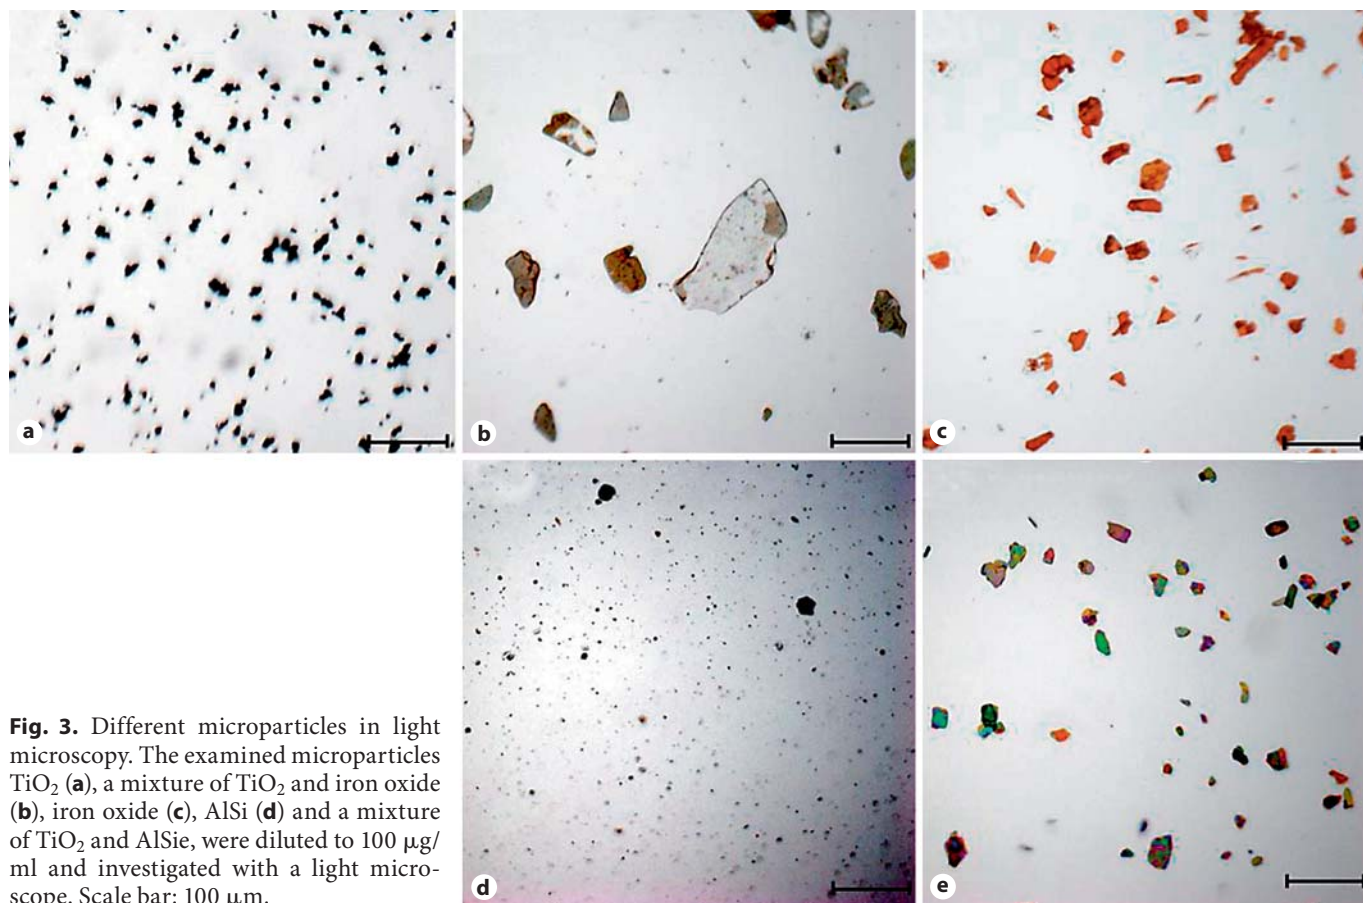 a
b
c
d
e
Fig. 3. Different microparticles in light
microscopy. The examined microparticles
TiO₂ (a), a mixture of TiO₂ and iron oxide
(b), iron oxide (c), AlSi (d) and a mixture
of TiO₂ and AlSie, were diluted to 100 μg/
ml and investigated with a light micro-
scope. Scale bar: 100 μm.